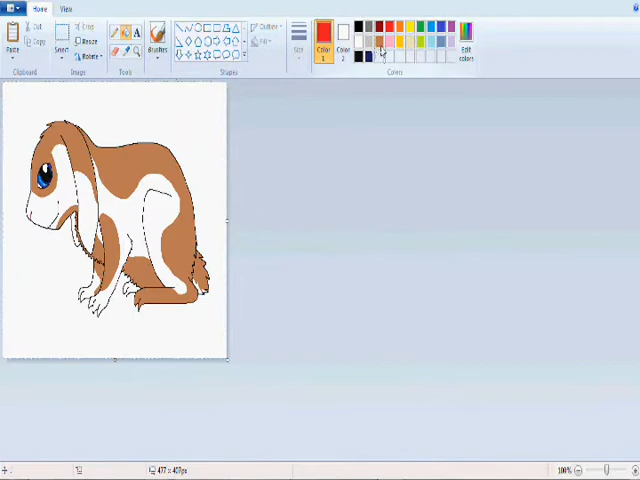 Home View
Paste
Cut
Copy
Clipboard
Select
Crop
Resize
Rotate
Image
A
Tools
Brushes
Outline
Fill
Shapes
Size
Color
1
Color
2
Edit
colors
Colors
100%